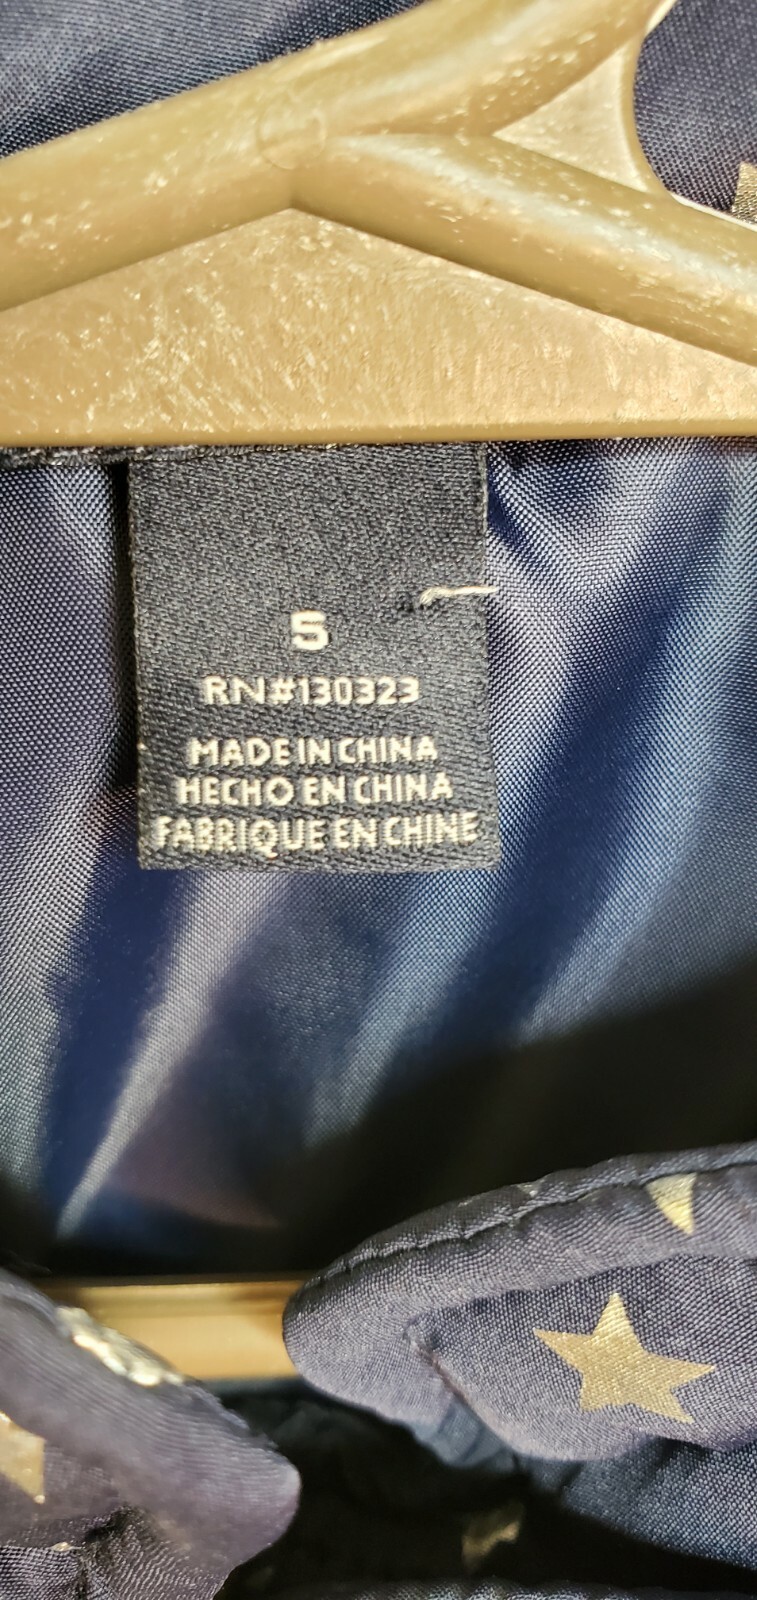 5
RN#130323
MADE IN CHINA
HECHO EN CHINA
FABRIQUE EN CHINE